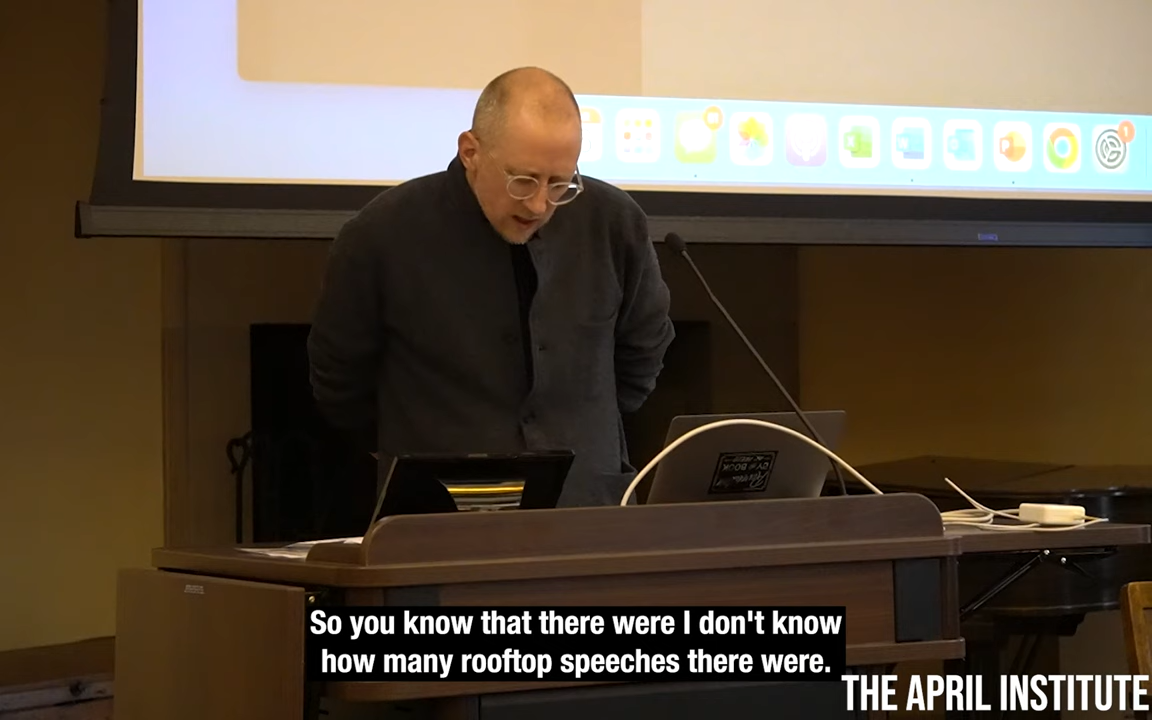 So you know that there were I don't know
how many rooftop speeches there were.
THE APRIL INSTITUTE